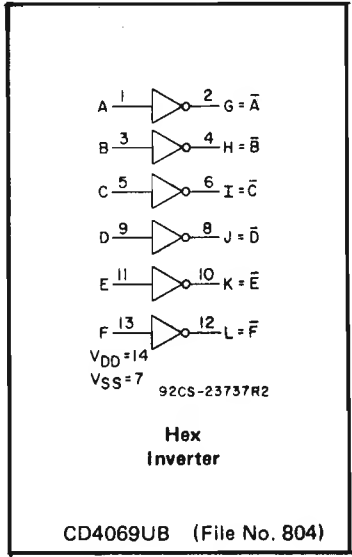 A 1 2 G = A̅
B 3 4 H = B̅
C 5 6 I = C̅
D 9 8 J = D̅
E 11 10 K = E̅
F 13 12 L = F̅
VDD = 14
VSS = 7
92CS-23737R2
Hex
Inverter
CD4069UB (File No. 804)